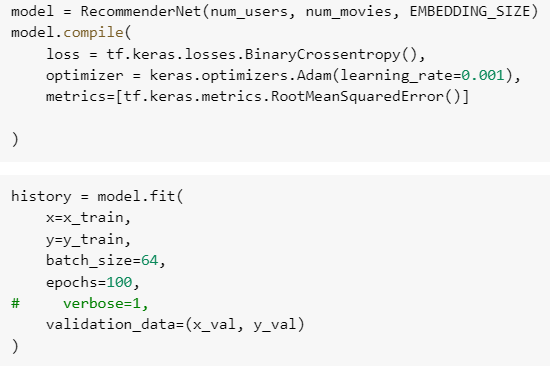 model = RecommenderNet(num_users, num_movies, EMBEDDING_SIZE)
model.compile(
    loss = tf.keras.losses.BinaryCrossentropy(),
    optimizer = keras.optimizers.Adam(learning_rate=0.001),
    metrics=[tf.keras.metrics.RootMeanSquaredError()]
)
history = model.fit(
    x=x_train,
    y=y_train,
    batch_size=64,
    epochs=100,
#     verbose=1,
    validation_data=(x_val, y_val)
)